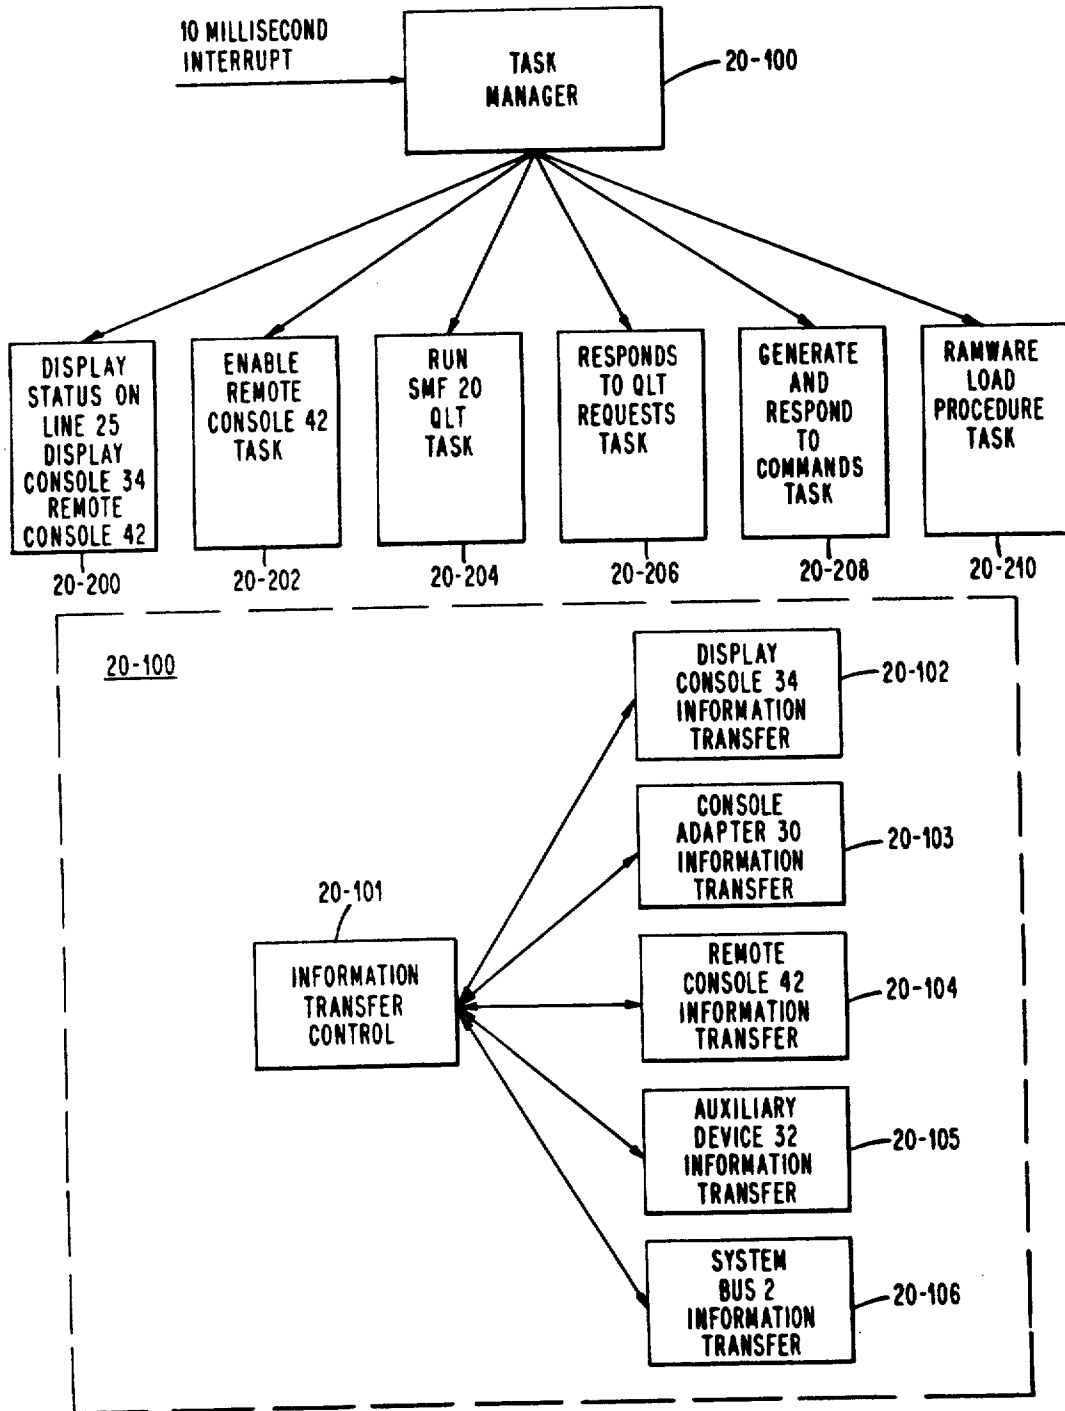 10 MILLISECOND
INTERRUPT
TASK
MANAGER
20-100
DISPLAY
STATUS ON
LINE 25
DISPLAY
CONSOLE 34
REMOTE
CONSOLE 42
20-200
ENABLE
REMOTE
CONSOLE 42
TASK
20-202
RUN
SMF 20
QLT
TASK
20-204
RESPONDS
TO QLT
REQUESTS
TASK
20-206
GENERATE
AND
RESPOND
TO
COMMANDS
TASK
20-208
RAMWARE
LOAD
PROCEDURE
TASK
20-210
20-100
20-101
INFORMATION
TRANSFER
CONTROL
DISPLAY
CONSOLE 34
INFORMATION
TRANSFER
20-102
CONSOLE
ADAPTER 30
INFORMATION
TRANSFER
20-103
REMOTE
CONSOLE 42
INFORMATION
TRANSFER
20-104
AUXILIARY
DEVICE 32
INFORMATION
TRANSFER
20-105
SYSTEM
BUS 2
INFORMATION
TRANSFER
20-106